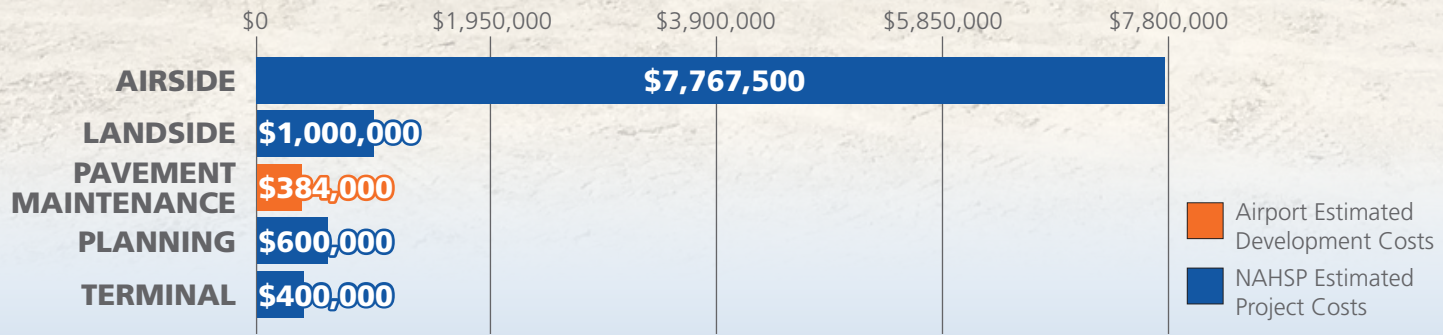 $0 $1,950,000 $3,900,000 $5,850,000 $7,800,000
AIRSIDE $7,767,500
LANDSIDE $1,000,000
PAVEMENT
MAINTENANCE $384,000
PLANNING $600,000
TERMINAL $400,000
Airport Estimated
Development Costs
NAHSP Estimated
Project Costs